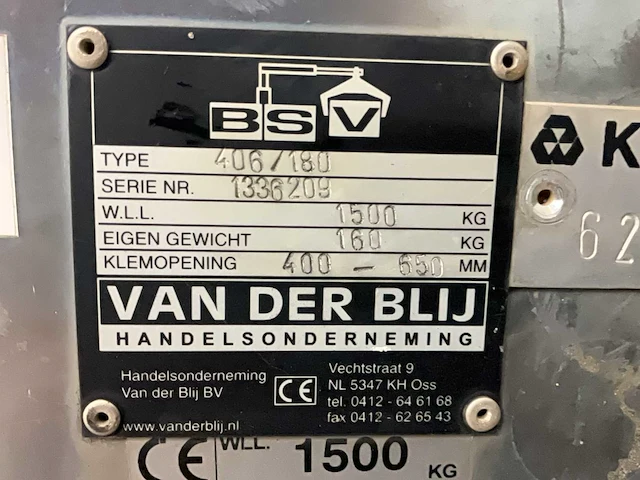 BSV
TYPE 406/180
SERIE NR. 1336209
W.L.L. 1500 KG
EIGEN GEWICHT 160 KG
KLEMOPENING 400 - 650 MM
VAN DER BLIJ
HANDELSONDERNEMING
Handelsonderneming
Van der Blij BV
www.vanderblij.nl
CE
Vechtstraat 9
NL 5347 KH Oss
tel. 0412 - 64 61 68
fax 0412 - 62 65 43
CE WLL. 1500 KG
K
62